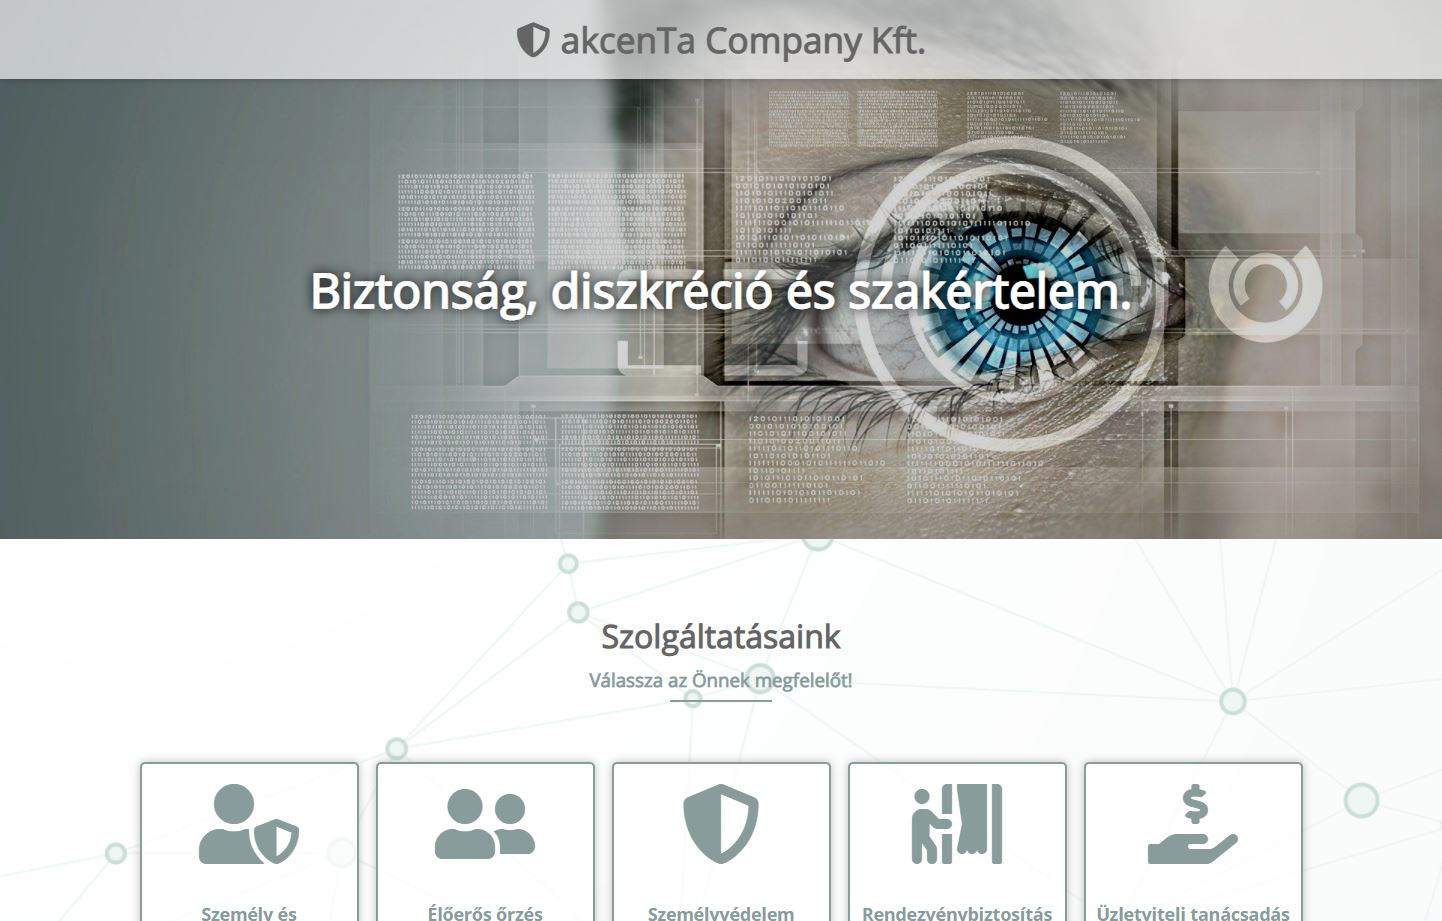 akcenTa Company Kft.
Biztonság, diszkréció és szakértelem.
Szolgáltatásaink
Válassza az Önnek megfelelőt!
Személy és
Élőerős őrzés
Személyvédelem
Rendezvénybiztosítás
Üzletviteli tanácsadás